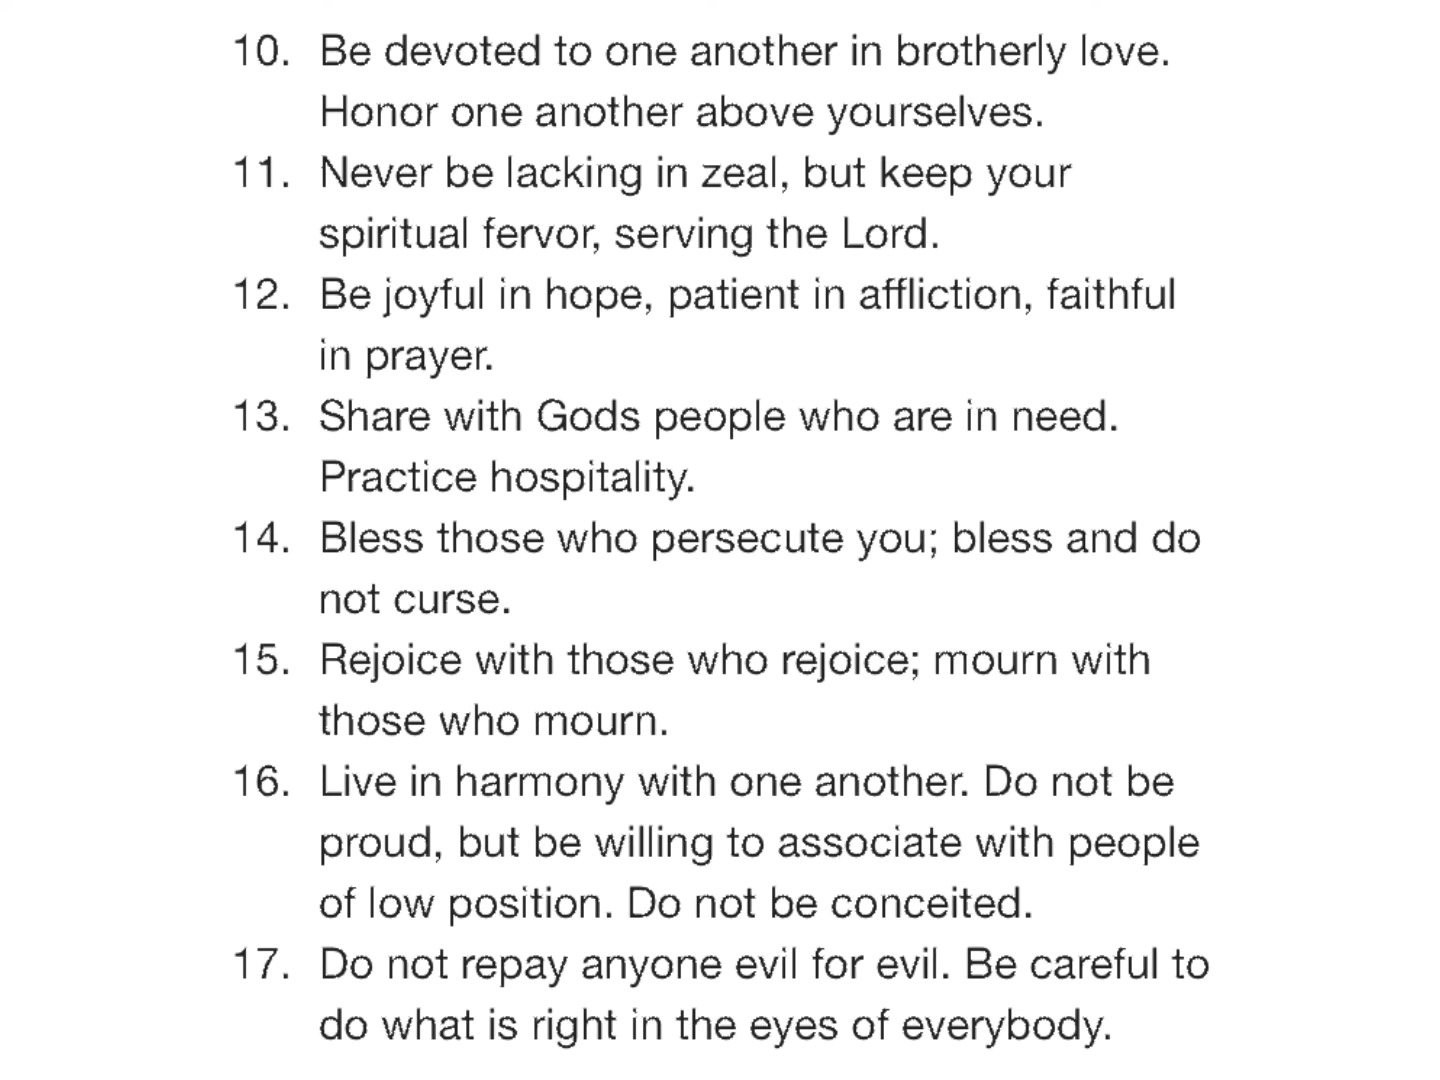 10. Be devoted to one another in brotherly love.
Honor one another above yourselves.
11. Never be lacking in zeal, but keep your
spiritual fervor, serving the Lord.
12. Be joyful in hope, patient in affliction, faithful
in prayer.
13. Share with Gods people who are in need.
Practice hospitality.
14. Bless those who persecute you; bless and do
not curse.
15. Rejoice with those who rejoice; mourn with
those who mourn.
16. Live in harmony with one another. Do not be
proud, but be willing to associate with people
of low position. Do not be conceited.
17. Do not repay anyone evil for evil. Be careful to
do what is right in the eyes of everybody.